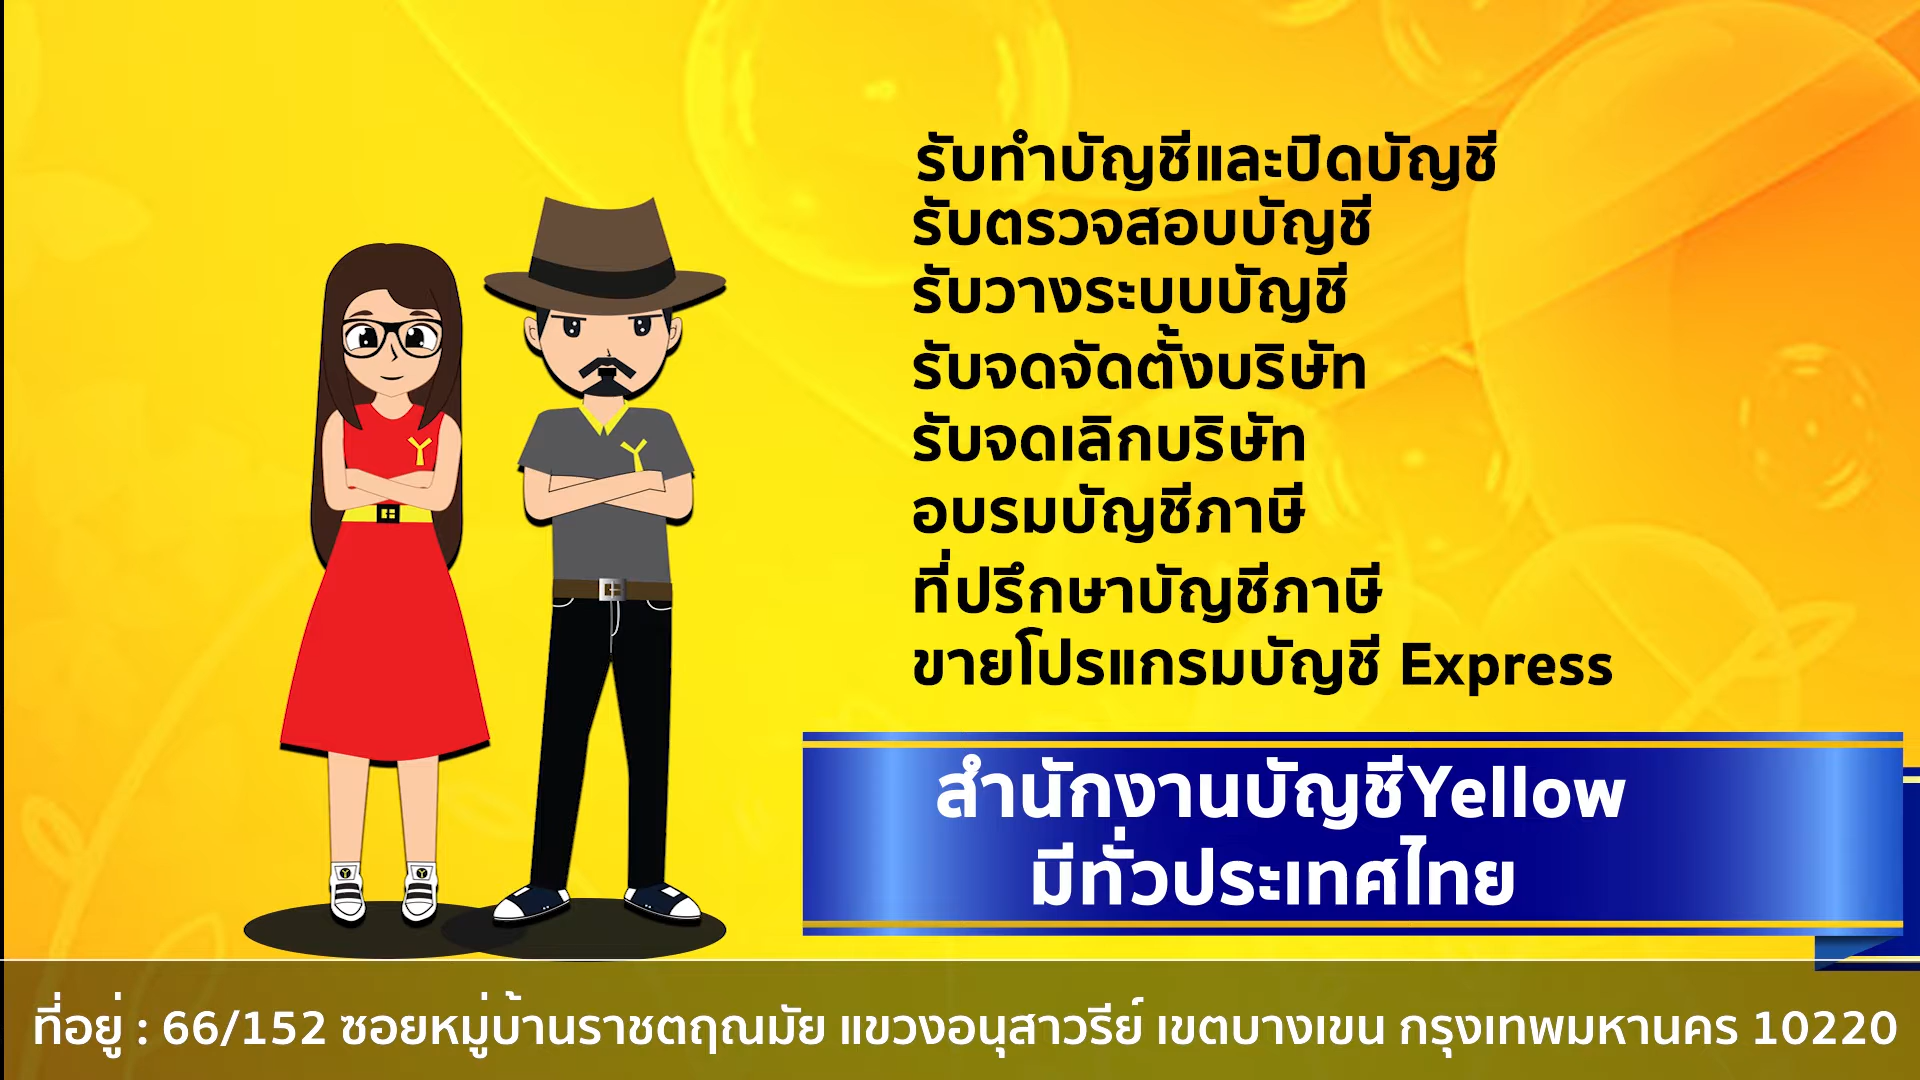 รับทำบัญชีและปิดบัญชี
รับตรวจสอบบัญชี
รับวางระบบบัญชี
รับจดจัดตั้งบริษัท
รับจดเลิกบริษัท
อบรมบัญชีภาษี
ที่ปรึกษาบัญชีภาษี
ขายโปรแกรมบัญชี Express
สำนักงานบัญชีYellow
มีทั่วประเทศไทย
ที่อยู่ : 66/152 ซอยหมู่บ้านราชตฤณมัย แขวงอนุสาวรีย์ เขตบางเขน กรุงเทพมหานคร 10220